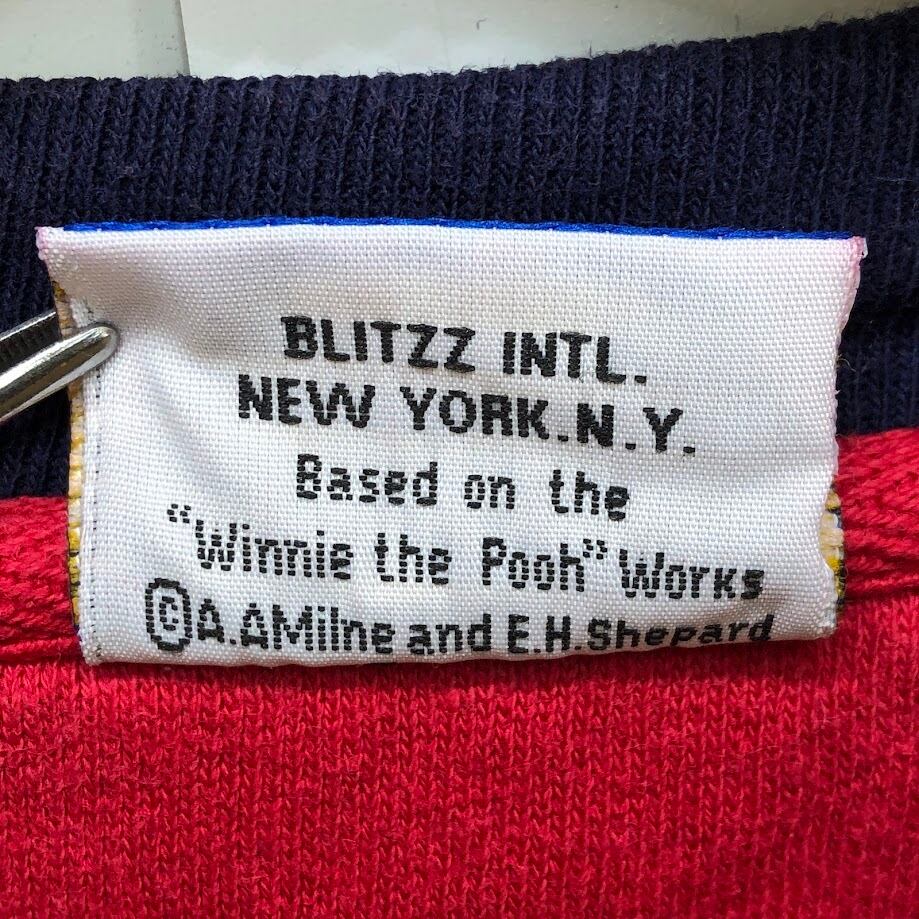 BLITZZ INTL.
NEW YORK.N.Y.
Based on the
"Winnie the Pooh" Works
©A.AMilne and E.H.Shepard